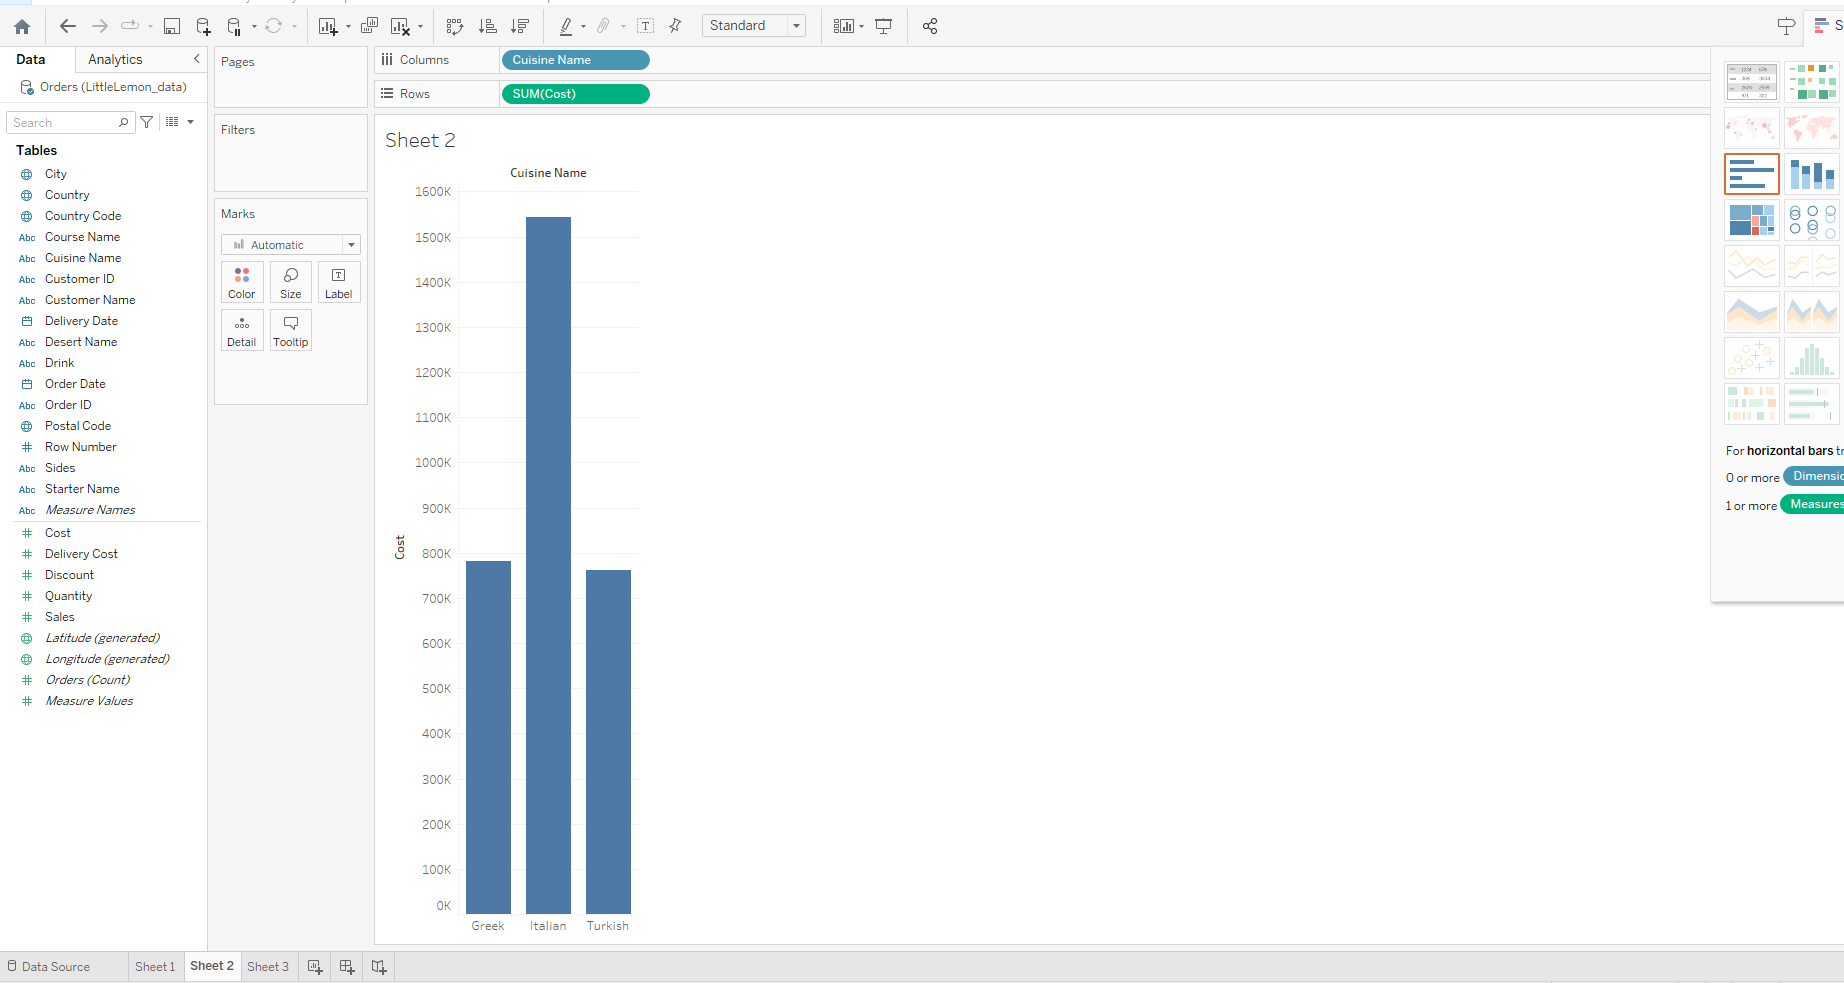 Standard
Data
Analytics
Orders (LittleLemon_data)
Search
Tables
City
Country
Country Code
Abc Course Name
Abc Cuisine Name
Abc Customer ID
Abc Customer Name
Delivery Date
Abc Desert Name
Abc Drink
Order Date
Abc Order ID
Postal Code
# Row Number
Abc Sides
Abc Starter Name
Abc Measure Names
# Cost
# Delivery Cost
# Discount
# Quantity
# Sales
Latitude (generated)
Longitude (generated)
# Orders (Count)
# Measure Values
Pages
Filters
Marks
Automatic
Color
Size
Label
Detail
Tooltip
Columns
Cuisine Name
Rows
SUM(Cost)
Sheet 2
Cuisine Name
1600K
1500K
1400K
1300K
1200K
1100K
1000K
900K
800K
700K
600K
500K
400K
300K
200K
100K
0K
Cost
Greek
Italian
Turkish
S
For horizontal bars tr
0 or more Dimensio
1 or more Measures
Data Source
Sheet 1
Sheet 2
Sheet 3